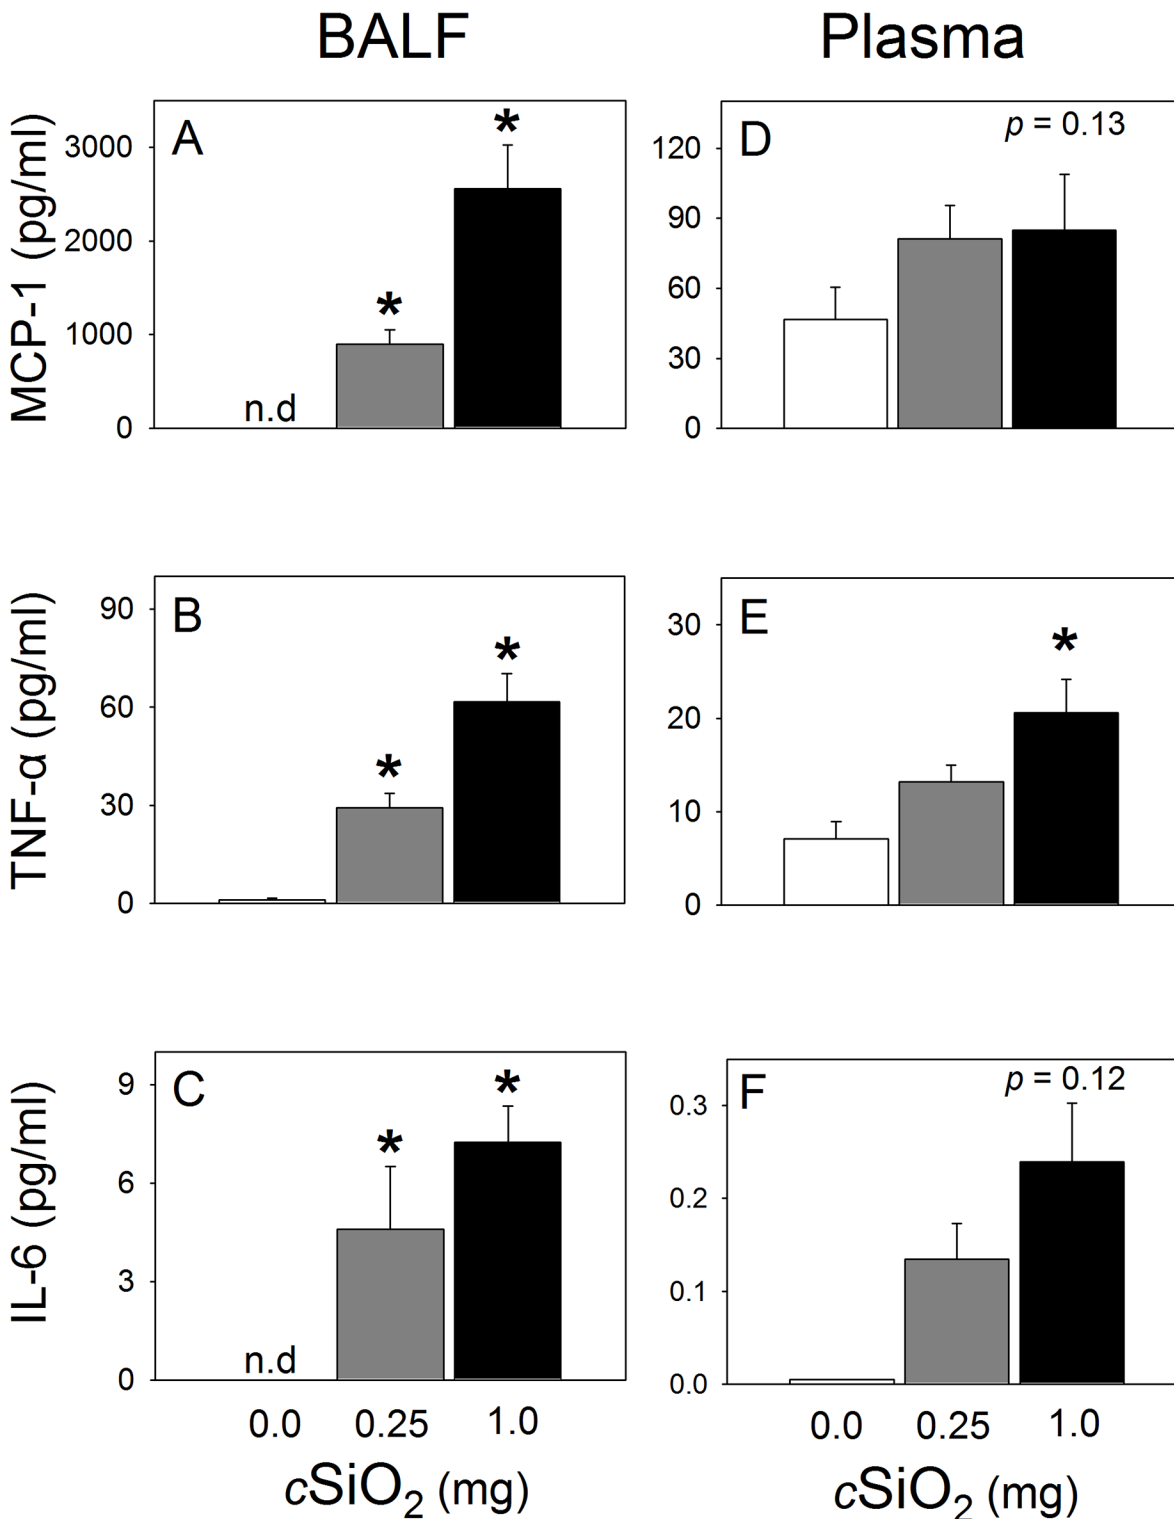 BALF
Plasma
MCP-1 (pg/ml)
A
3000
2000
1000
0
n.d
*
*
D
p = 0.13
120
90
60
30
0
TNF-α (pg/ml)
B
90
60
30
0
*
*
E
30
20
10
0
*
IL-6 (pg/ml)
C
9
6
3
0
n.d
*
*
0.0 0.25 1.0
cSiO2 (mg)
F
p = 0.12
0.3
0.2
0.1
0.0
0.0 0.25 1.0
cSiO2 (mg)